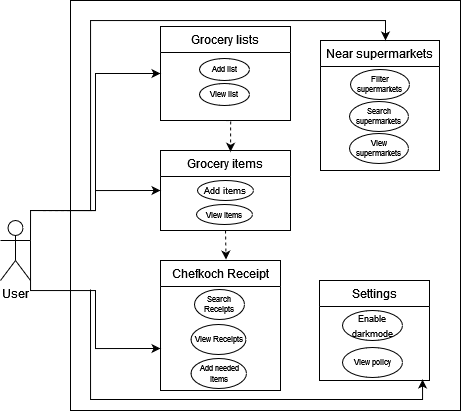 Grocery lists
Add list
View list
Near supermarkets
Filter
supermarkets
Search
supermarkets
View
supermarkets
Grocery items
Add items
View Items
User
Chefkoch Receipt
Search
Receipts
View Receipts
Add needed
Items
Settings
Enable
darkmode
View policy